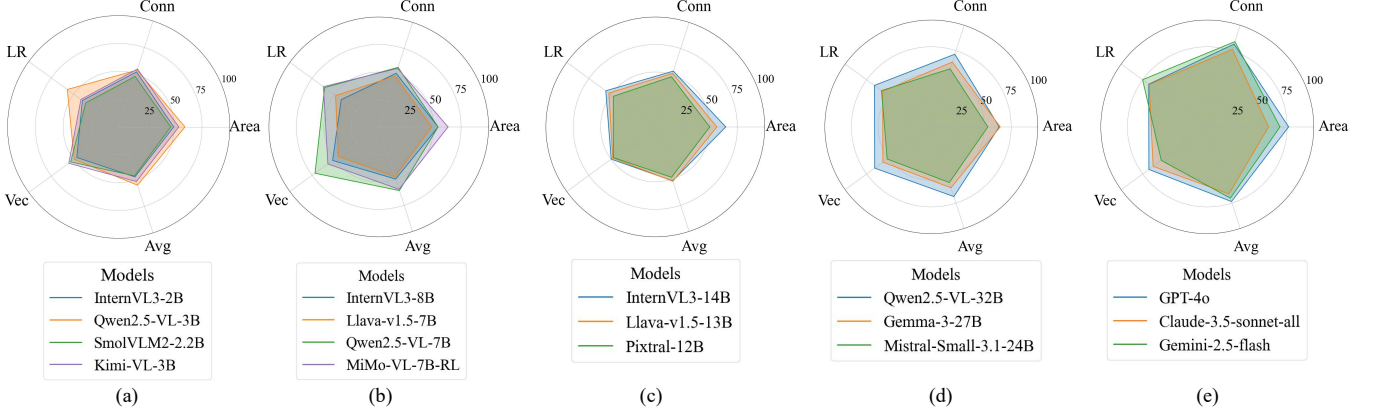 Conn
LR
100
75
50
25
Area
Vec
Avg
Models
InternVL3-2B
Qwen2.5-VL-3B
SmolVLM2-2.2B
Kimi-VL-3B
(a)
Conn
LR
100
75
50
25
Area
Vec
Avg
Models
InternVL3-8B
Llava-v1.5-7B
Qwen2.5-VL-7B
MiMo-VL-7B-RL
(b)
Conn
LR
100
75
50
25
Area
Vec
Avg
Models
InternVL3-14B
Llava-v1.5-13B
Pixtral-12B
(c)
Conn
LR
100
75
50
25
Area
Vec
Avg
Models
Qwen2.5-VL-32B
Gemma-3-27B
Mistral-Small-3.1-24B
(d)
Conn
LR
100
75
50
25
Area
Vec
Avg
Models
GPT-4o
Claude-3.5-sonnet-all
Gemini-2.5-flash
(e)